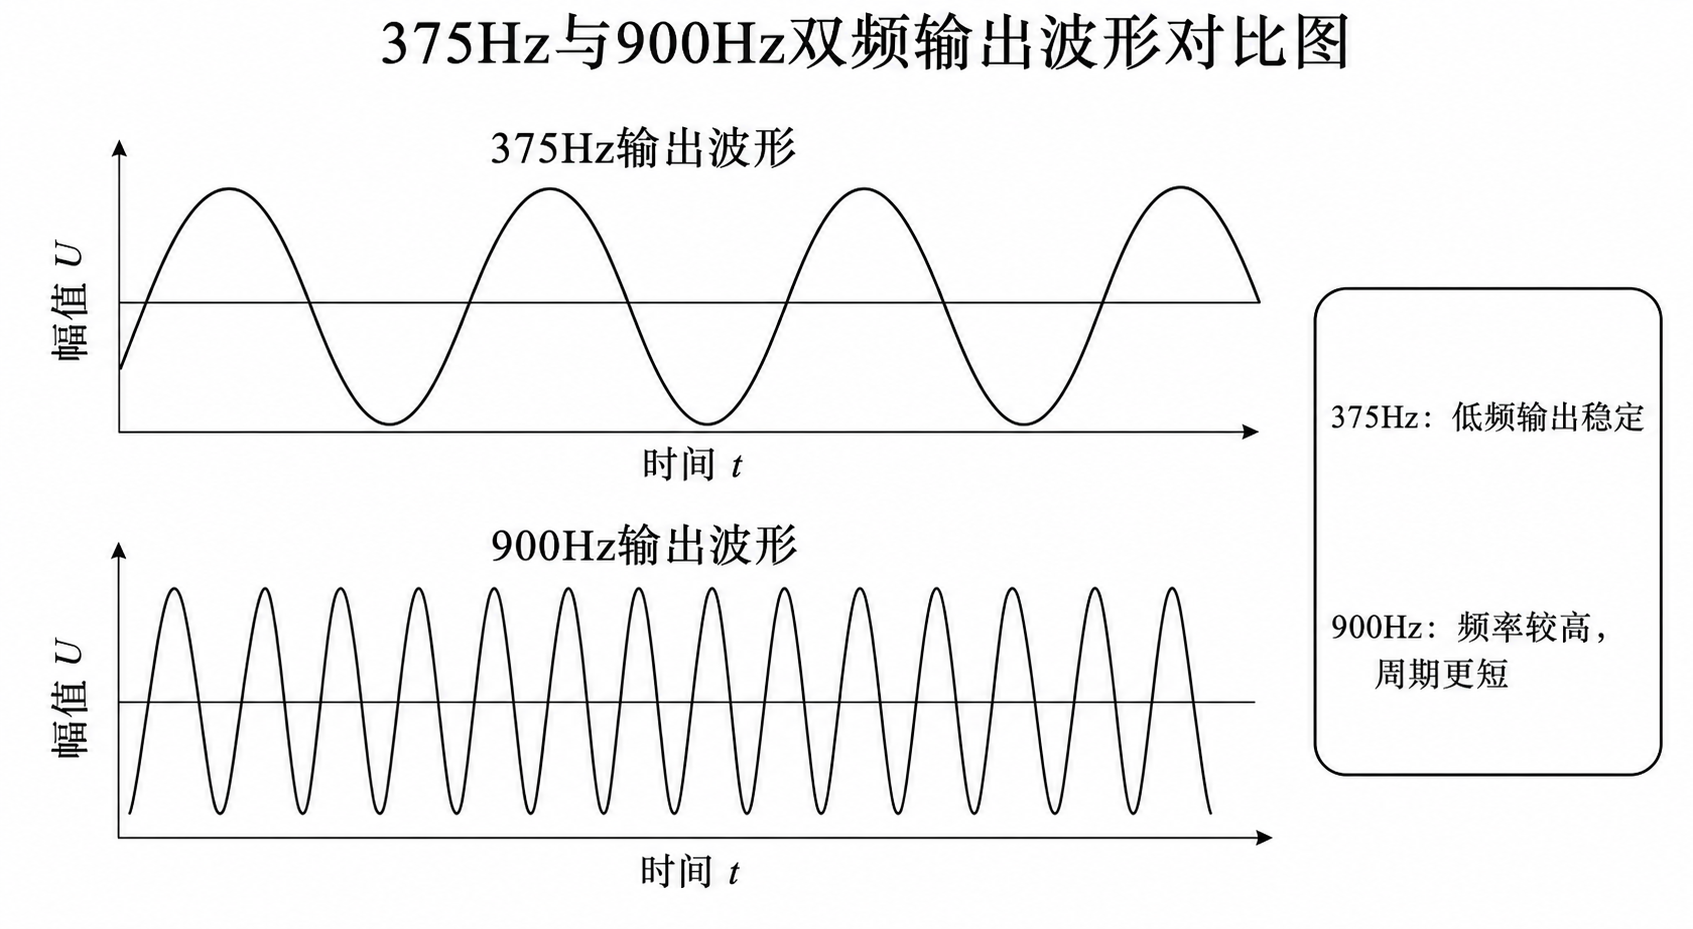 375Hz与900Hz双频输出波形对比图
375Hz输出波形
幅值 U
时间 t
375Hz：低频输出稳定
900Hz输出波形
幅值 U
时间 t
900Hz：频率较高，
周期更短